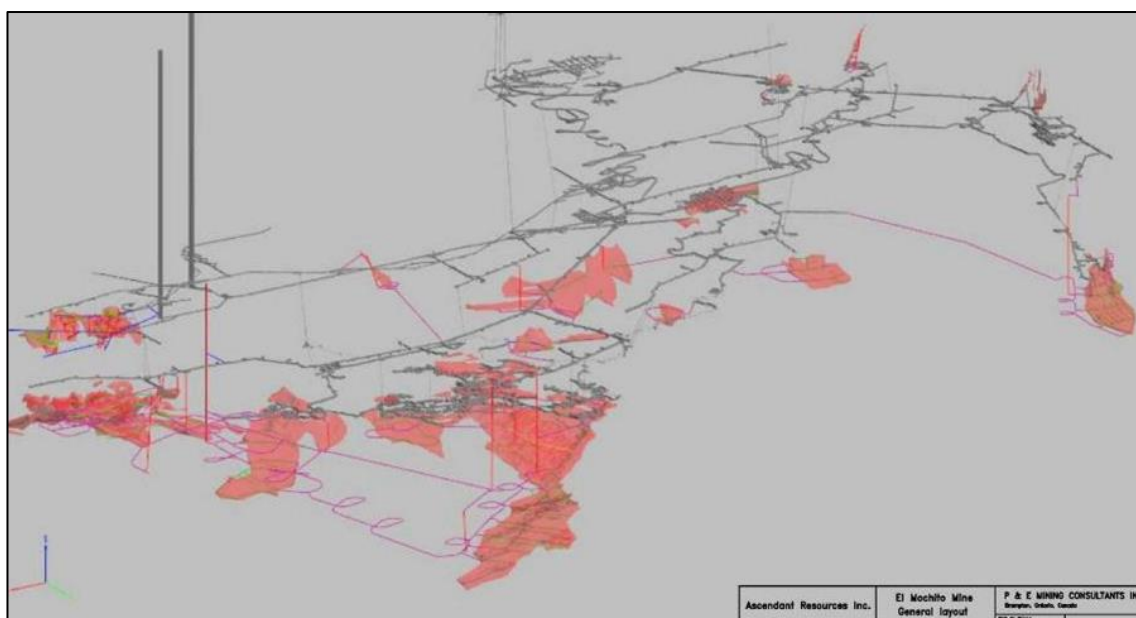 Ascendant Resources Inc.
El Mochito Mine
General layout
P & E MINING CONSULTANTS IN
Brampton, Ontario, Canada